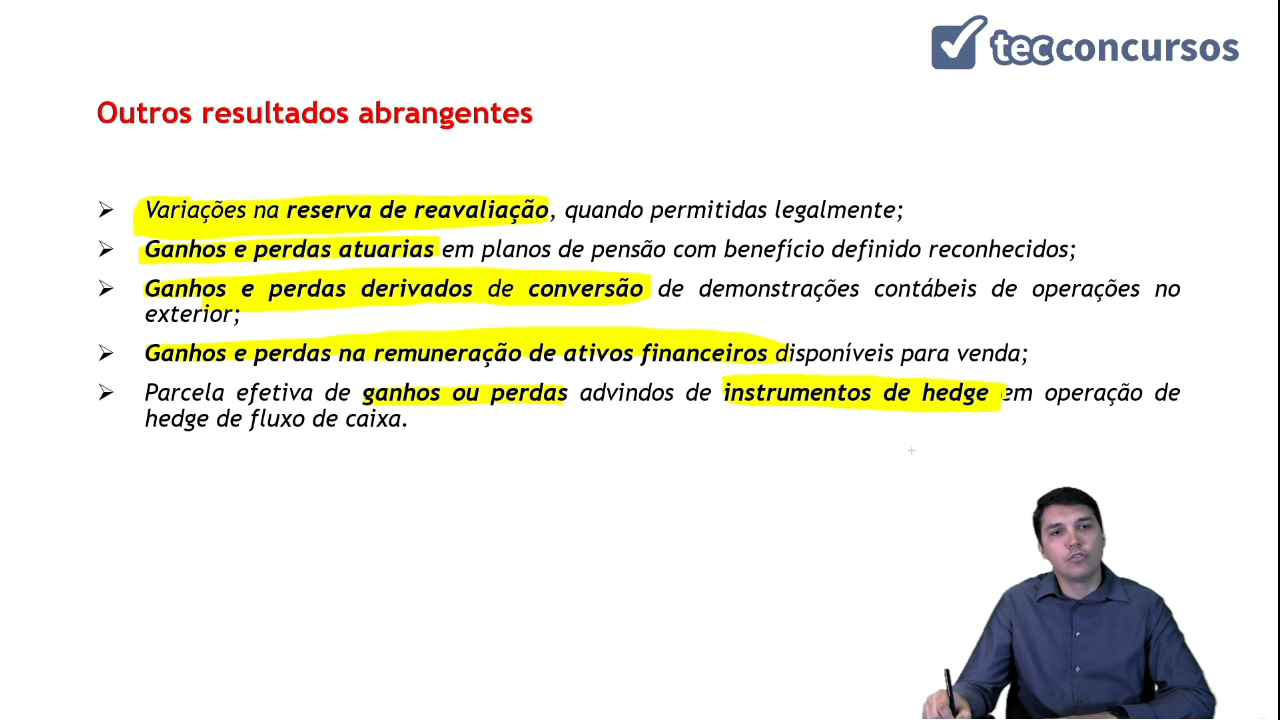 tecconcursos
Outros resultados abrangentes
➢ Variações na reserva de reavaliação, quando permitidas legalmente;
➢ Ganhos e perdas atuarias em planos de pensão com benefício definido reconhecidos;
➢ Ganhos e perdas derivados de conversão de demonstrações contábeis de operações no
exterior;
➢ Ganhos e perdas na remuneração de ativos financeiros disponíveis para venda;
➢ Parcela efetiva de ganhos ou perdas advindos de instrumentos de hedge em operação de
hedge de fluxo de caixa.